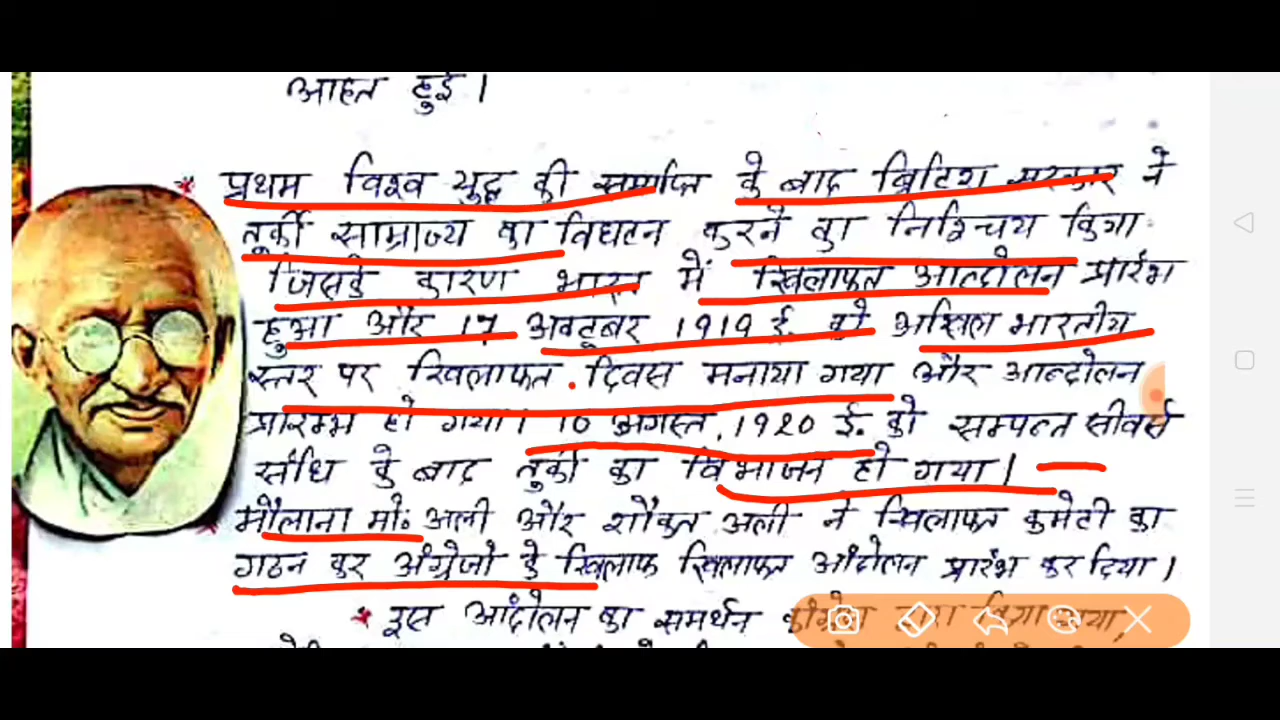 आहत हुई।
प्रथम विश्व युद्ध की समाप्ति के बाद ब्रिटिश सरकार ने
तुर्की साम्राज्य का विघटन करने का निश्चय किया
जिसके कारण भारत में खिलाफत आन्दोलन प्रारंभ
हुआ और 17 अक्टूबर 1919 ई. को अखिल भारतीय
स्तर पर खिलाफत दिवस मनाया गया और आन्दोलन
प्रारम्भ हो गया। 10 अगस्त, 1920 ई. को सम्पन्न सीवर्स
संधि के बाद तुर्की का विभाजन हो गया।
मौलाना मो. अली और शौकत अली ने खिलाफत कमेटी का
गठन कर अंग्रेजो के खिलाफ खिलाफत आंदोलन प्रारंभ कर दिया।
इस आंदोलन का समर्थन कांग्रेस द्वारा किया गया,